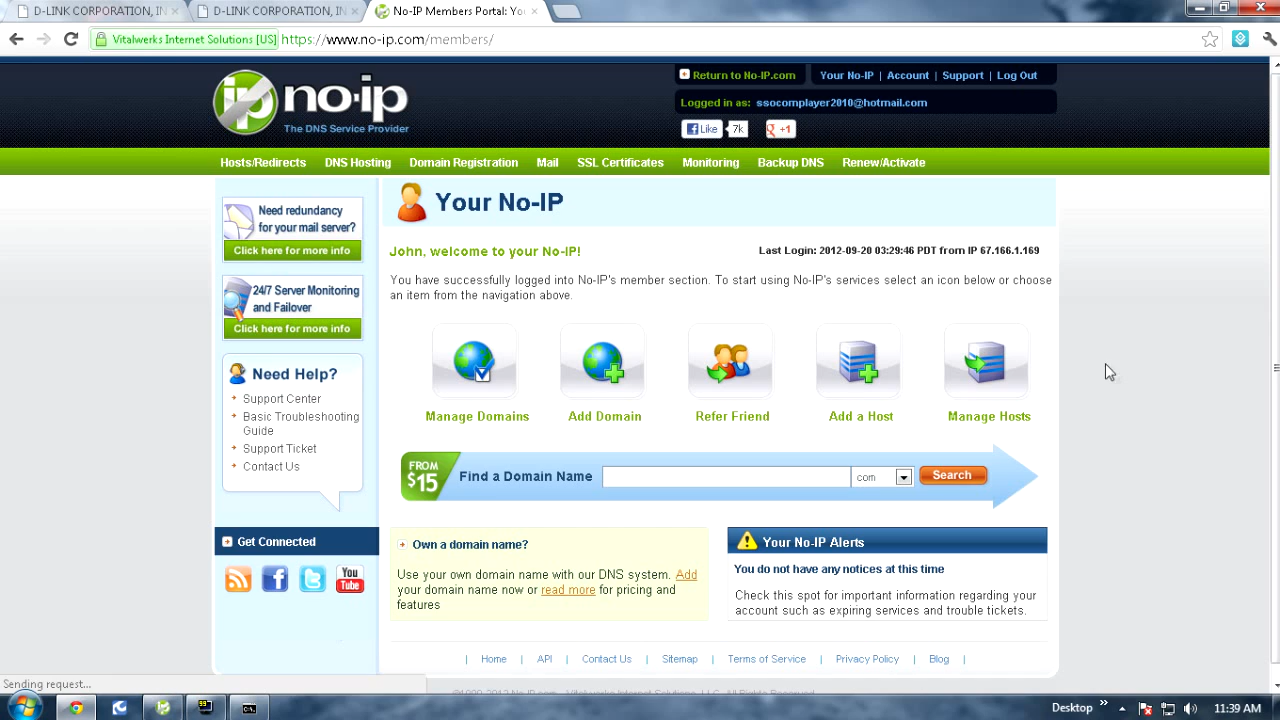 D-LINK CORPORATION, IN
D-LINK CORPORATION, IN
No-IP Members Portal: Yo
Vitalwerks Internet Solutions [US]
https://www.no-ip.com/members/
no-ip
The DNS Service Provider
Return to No-IP.com
Your No-IP | Account | Support | Log Out
Logged in as: ssocornplayer2010@hotmail.com
Like 7k +1
Hosts/Redirects DNS Hosting Domain Registration Mail SSL Certificates Monitoring Backup DNS Renew/Activate
Need redundancy
for your mail server?
Click here for more info
24/7 Server Monitoring
and Failover
Click here for more info
Need Help?
Support Center
Basic Troubleshooting
Guide
Support Ticket
Contact Us
Get Connected
You
Tube
Your No-IP
John, welcome to your No-IP!
Last Login: 2012-09-20 03:29:46 PDT from IP 67.166.1.169
You have successfully logged into No-IP's member section. To start using No-IP's services select an icon below or choose
an item from the navigation above.
Manage Domains
Add Domain
Refer Friend
Add a Host
Manage Hosts
FROM
$15
Find a Domain Name
com
Search
Own a domain name?
Use your own domain name with our DNS system. Add
your domain name now or read more for pricing and
features
Your No-IP Alerts
You do not have any notices at this time
Check this spot for important information regarding your
account such as expiring services and trouble tickets.
| Home | API | Contact Us | Sitemap | Terms of Service | Privacy Policy | Blog |
Sending request...
Desktop
11:39 AM